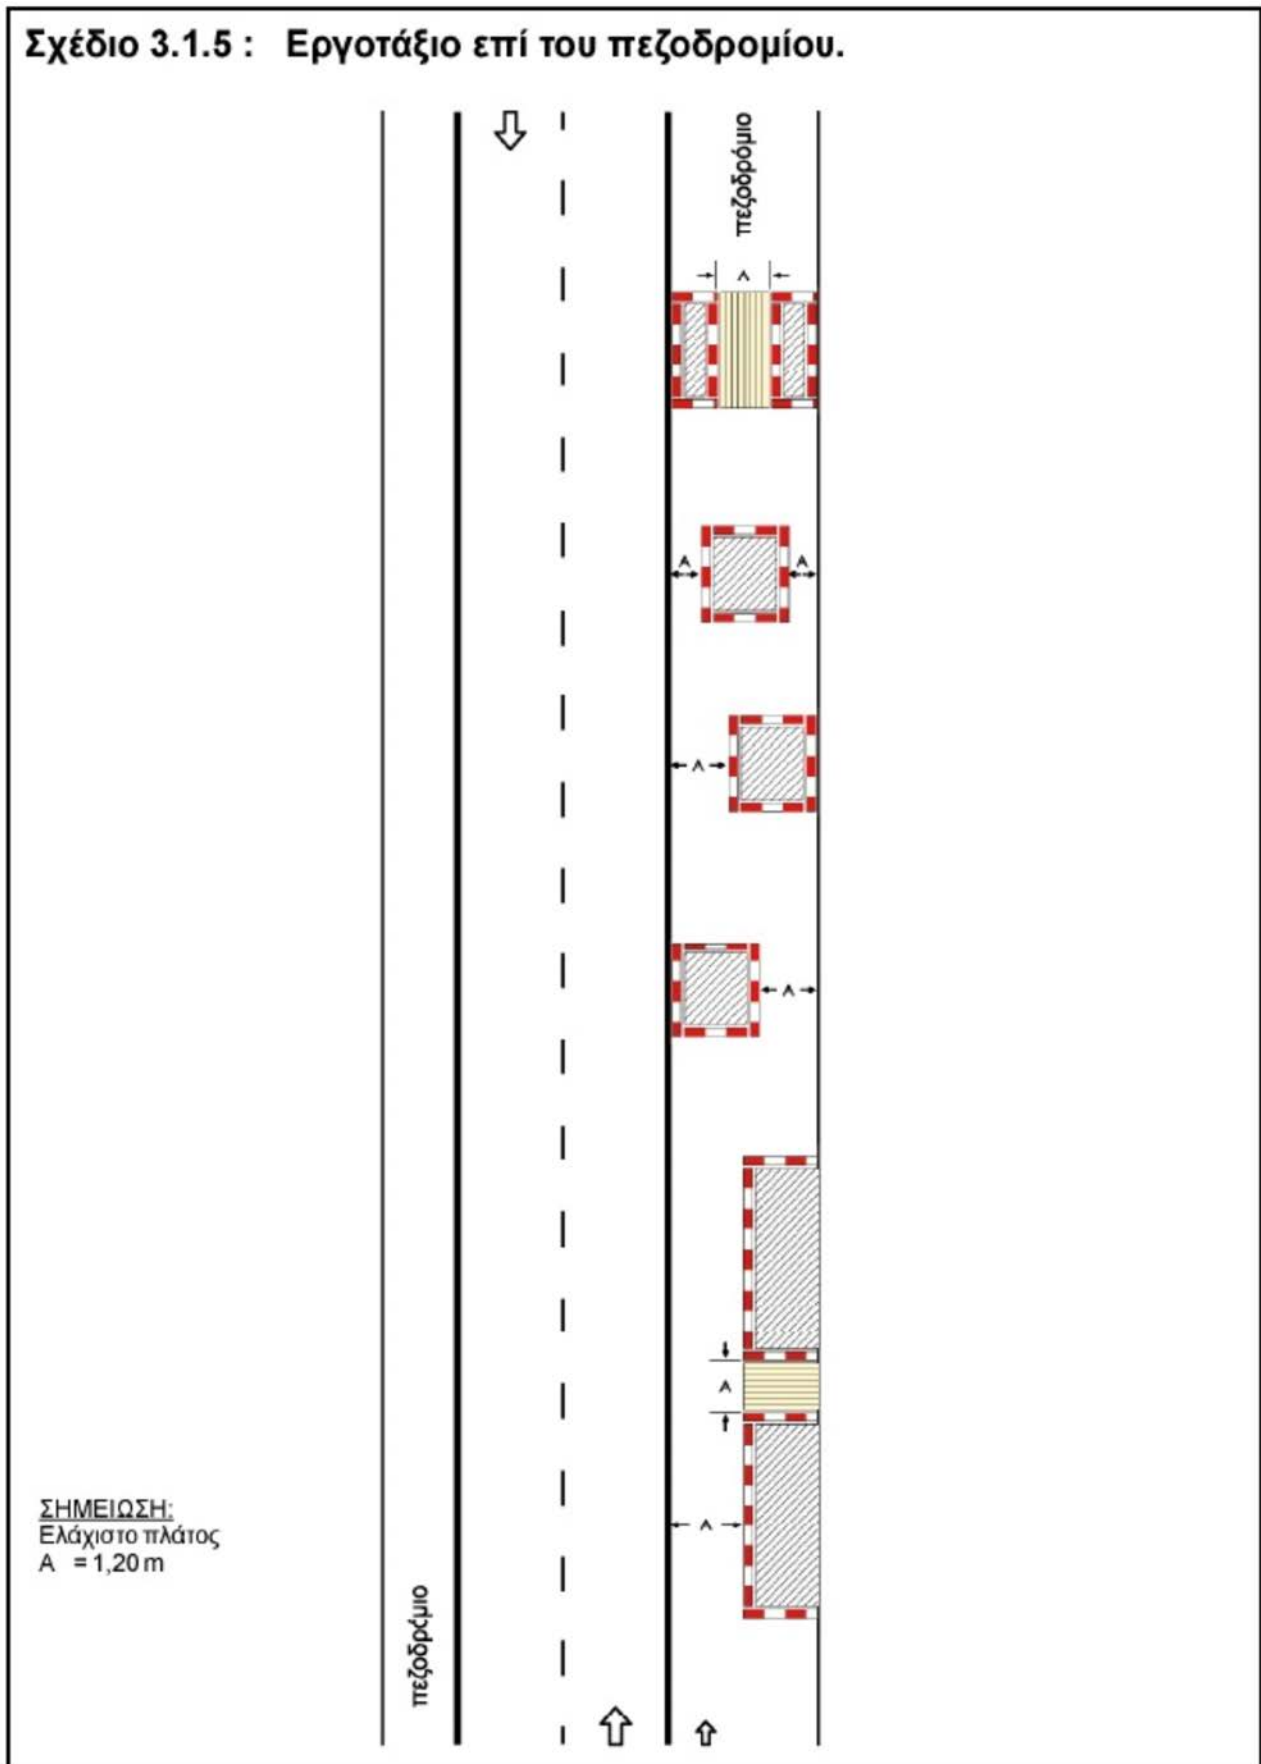 Σχέδιο 3.1.5 : Εργοτάξιο επί του πεζοδρομίου.
πεζοδρόμιο
A
A A
A
A
A
A
ΣΗΜΕΙΩΣΗ:
Ελάχιστο πλάτος
A = 1,20 m
πεζοδρόμιο